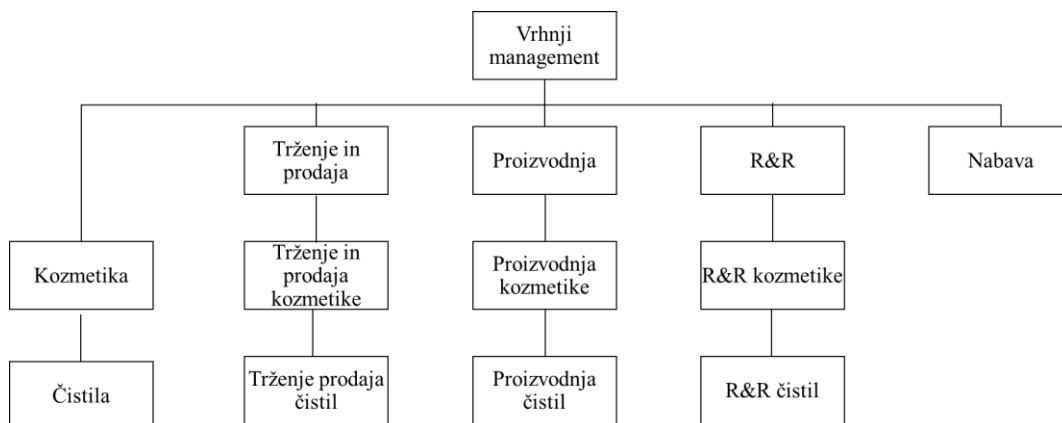 Vrhnji
management
Trženje in
prodaja
Proizvodnja
R&R
Nabava
Kozmetika
Trženje in
prodaja
kozmetike
Proizvodnja
kozmetike
R&R kozmetike
Čistila
Trženje prodaja
čistil
Proizvodnja
čistil
R&R čistil